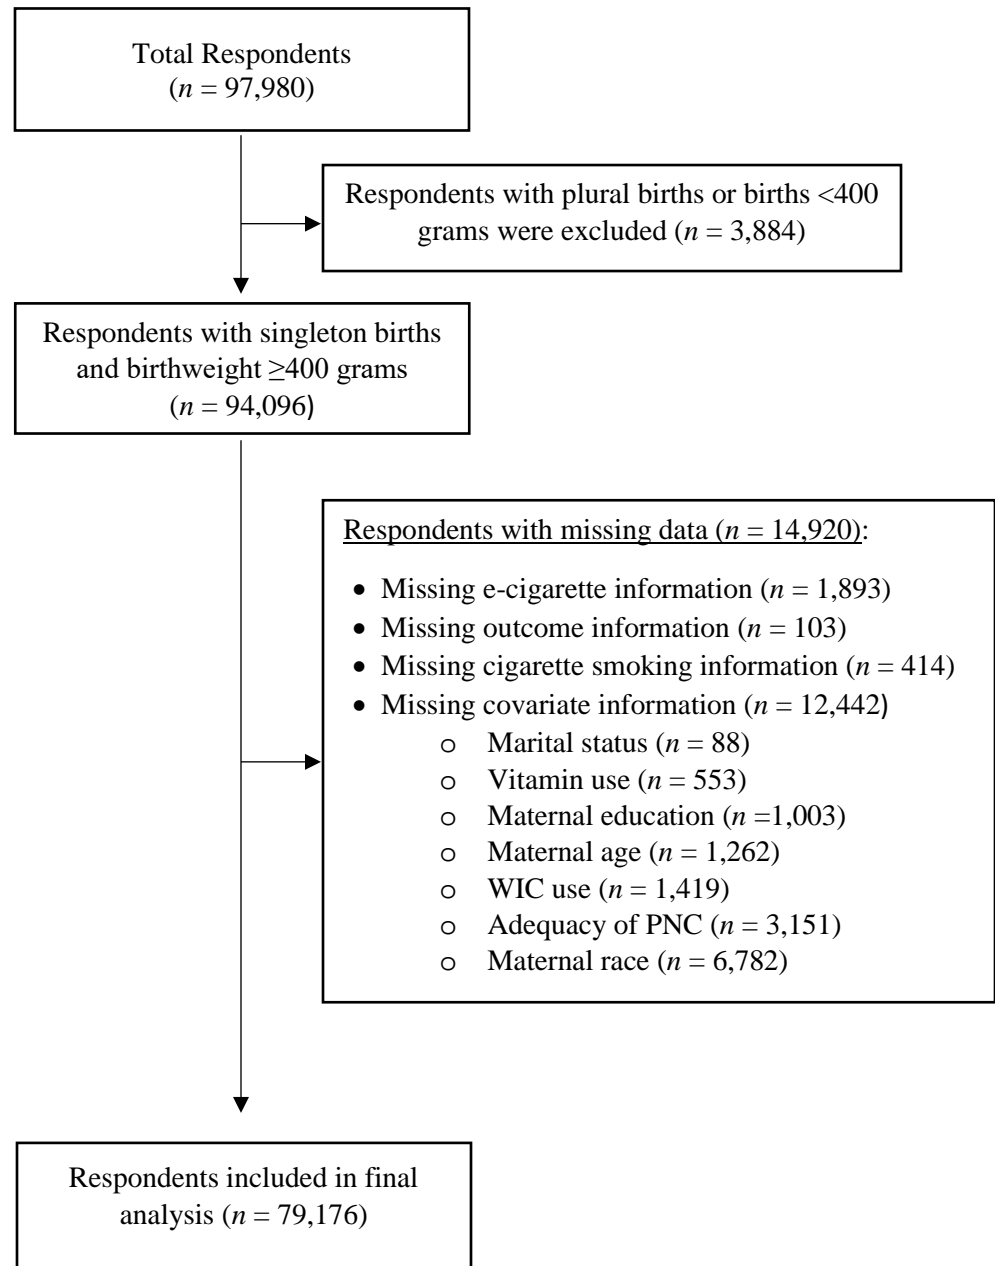 Total Respondents
(n = 97,980)
Respondents with plural births or births <400
grams were excluded (n = 3,884)
Respondents with singleton births
and birthweight ≥400 grams
(n = 94,096)
Respondents with missing data (n = 14,920):
• Missing e-cigarette information (n = 1,893)
• Missing outcome information (n = 103)
• Missing cigarette smoking information (n = 414)
• Missing covariate information (n = 12,442)
o Marital status (n = 88)
o Vitamin use (n = 553)
o Maternal education (n =1,003)
o Maternal age (n = 1,262)
o WIC use (n = 1,419)
o Adequacy of PNC (n = 3,151)
o Maternal race (n = 6,782)
Respondents included in final
analysis (n = 79,176)